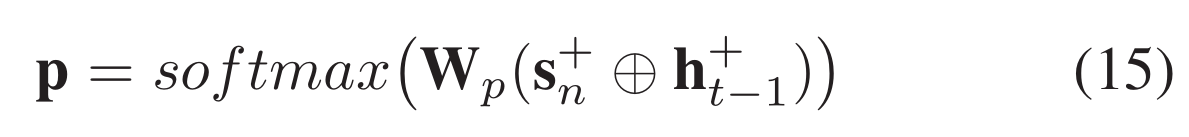 p = softmax(W_p(s_n^+ ⊕ h_{t−1}^+)) (15)